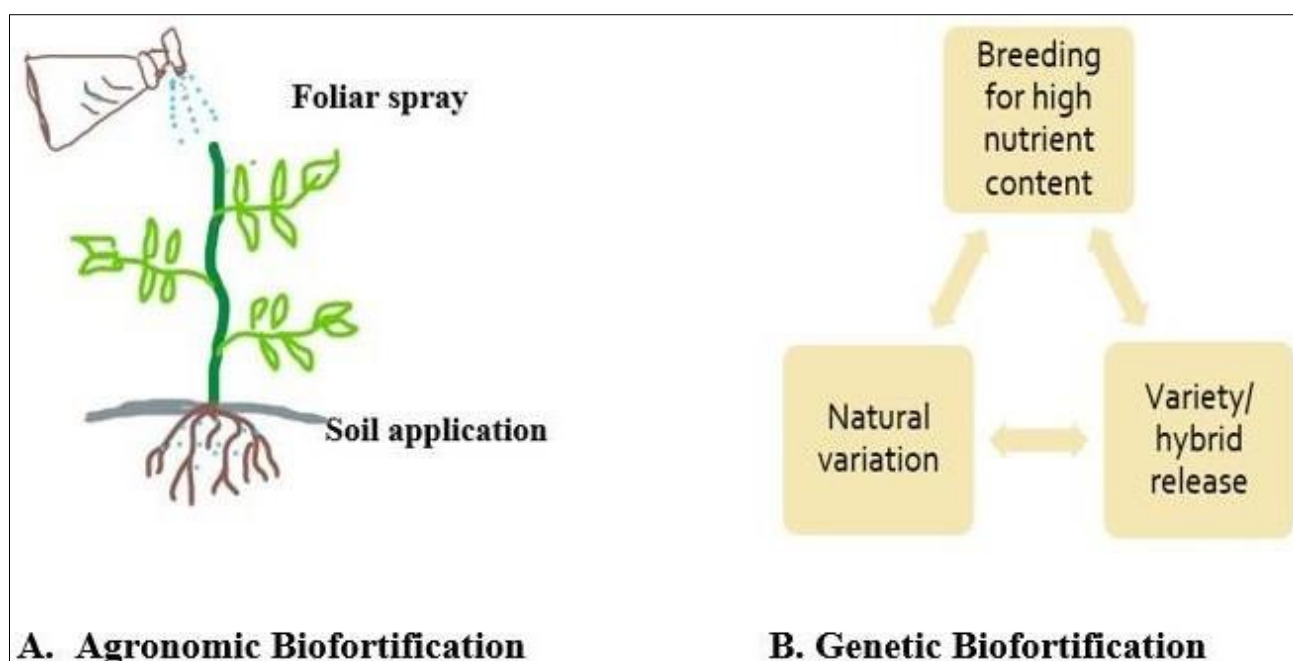 Foliar spray
Soil application
A. Agronomic Biofortification
Breeding
for high
nutrient
content
Natural
variation
Variety/
hybrid
release
B. Genetic Biofortification